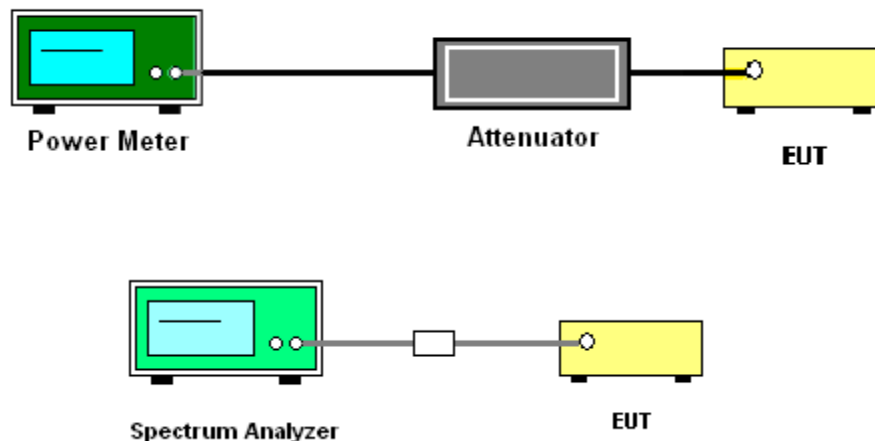 Power Meter
Attenuator
EUT
Spectrum Analyzer
EUT